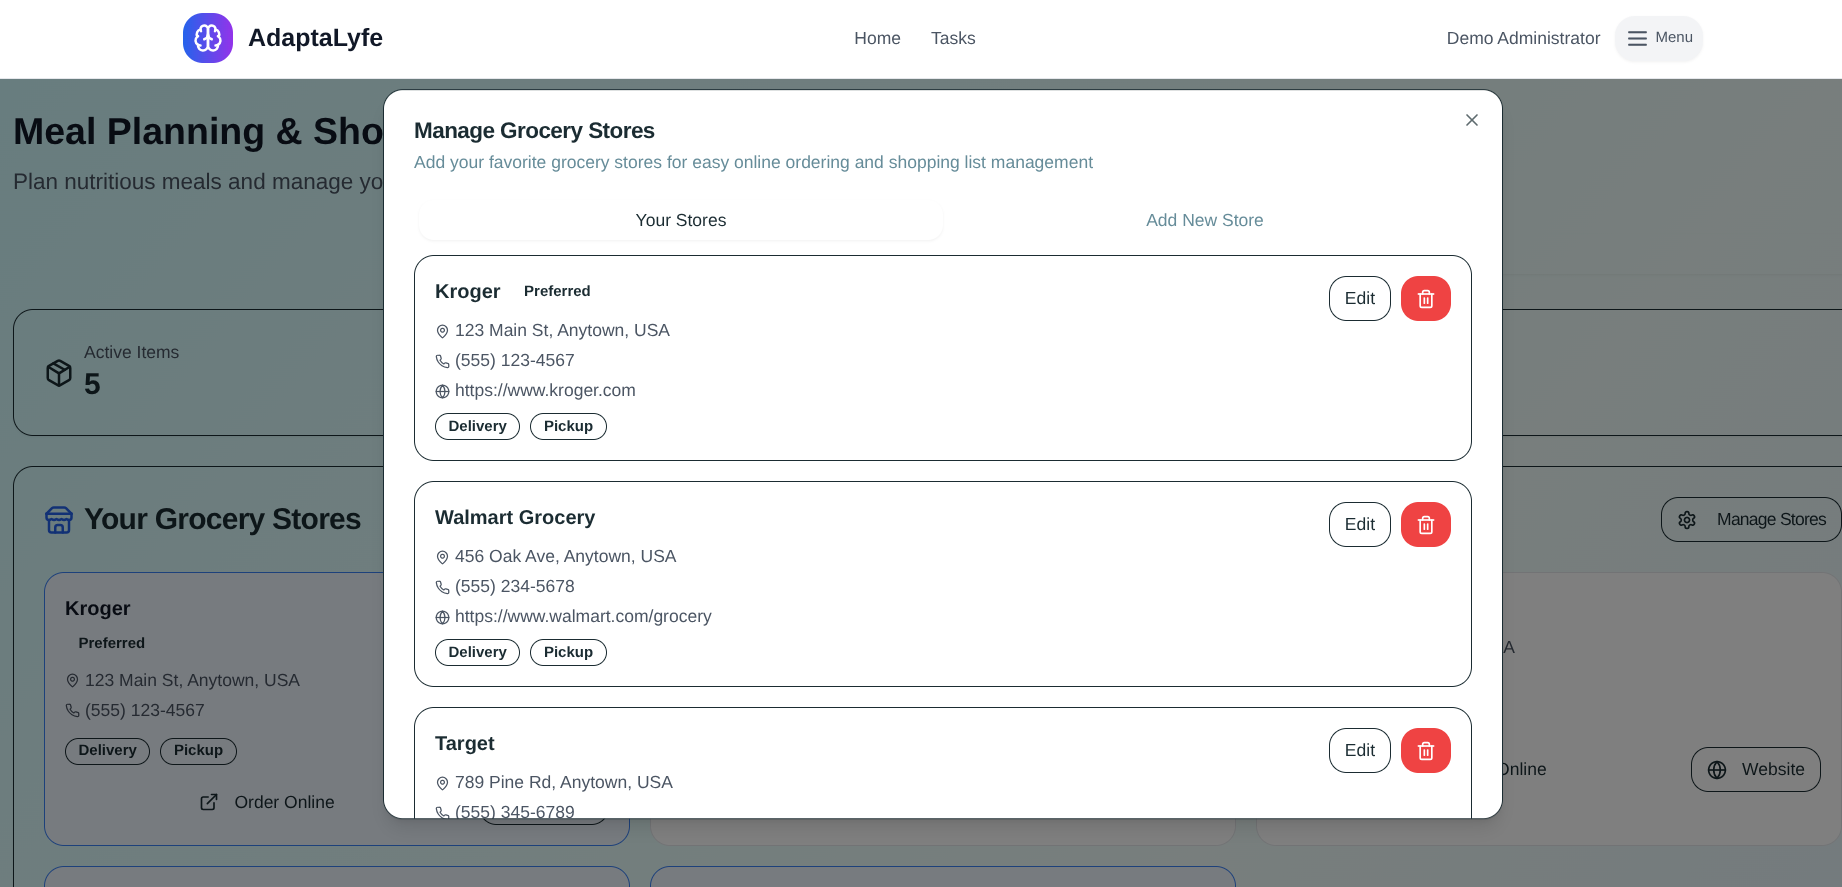 AdaptaLyfe
Home
Tasks
Demo Administrator
Menu
Meal Planning & Sho
Plan nutritious meals and manage yo
Active Items
5
Your Grocery Stores
Manage Stores
Kroger
Preferred
123 Main St, Anytown, USA
(555) 123-4567
Delivery
Pickup
Order Online
A
Online
Website
Manage Grocery Stores
Add your favorite grocery stores for easy online ordering and shopping list management
Your Stores
Add New Store
Kroger
Preferred
Edit
123 Main St, Anytown, USA
(555) 123-4567
https://www.kroger.com
Delivery
Pickup
Walmart Grocery
Edit
456 Oak Ave, Anytown, USA
(555) 234-5678
https://www.walmart.com/grocery
Delivery
Pickup
Target
Edit
789 Pine Rd, Anytown, USA
(555) 345-6789